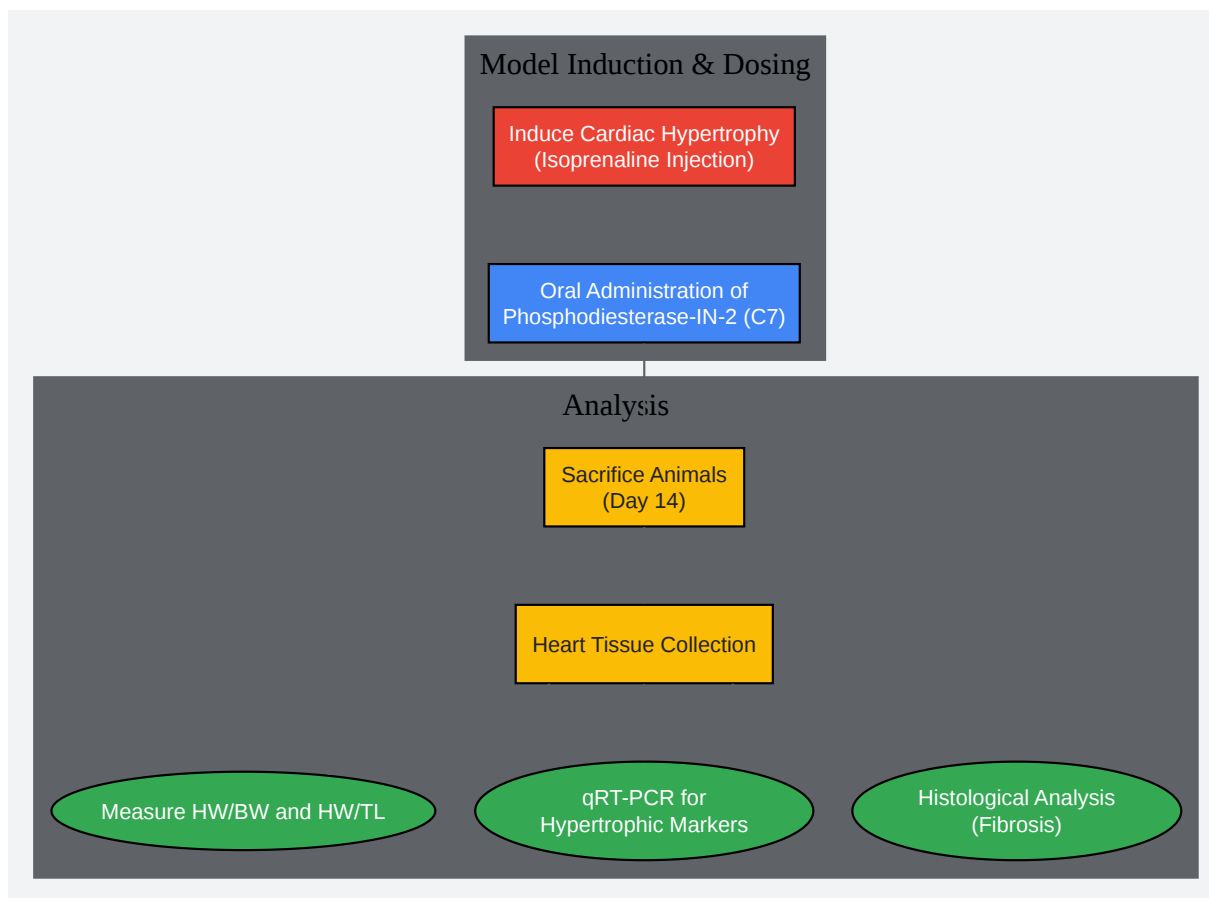 Model Induction & Dosing
Induce Cardiac Hypertrophy
(Isoprenaline Injection)
Oral Administration of
Phosphodiesterase-IN-2 (C7)
Analysis
Sacrifice Animals
(Day 14)
Heart Tissue Collection
Measure HW/BW and HW/TL
qRT-PCR for
Hypertrophic Markers
Histological Analysis
(Fibrosis)